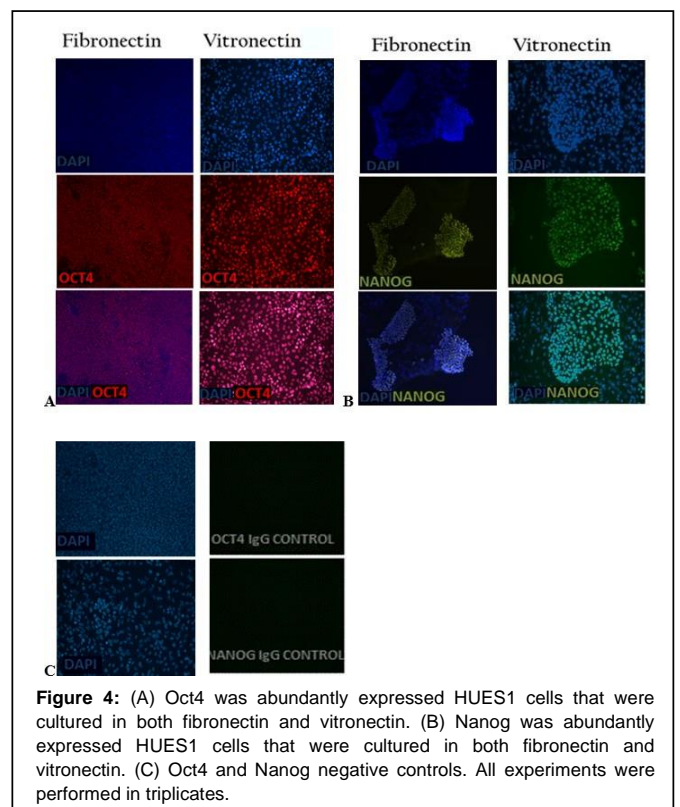 Fibronectin Vitronectin
DAPI DAPI
OCT4 OCT4
DAPI OCT4 DAPI OCT4
A
Fibronectin Vitronectin
DAPI DAPI
NANOG NANOG
DAPI NANOG DAPI NANOG
B
DAPI OCT4 IgG CONTROL
DAPI NANOG IgG CONTROL
C
Figure 4: (A) Oct4 was abundantly expressed HUES1 cells that were
cultured in both fibronectin and vitronectin. (B) Nanog was abundantly
expressed HUES1 cells that were cultured in both fibronectin and
vitronectin. (C) Oct4 and Nanog negative controls. All experiments were
performed in triplicates.